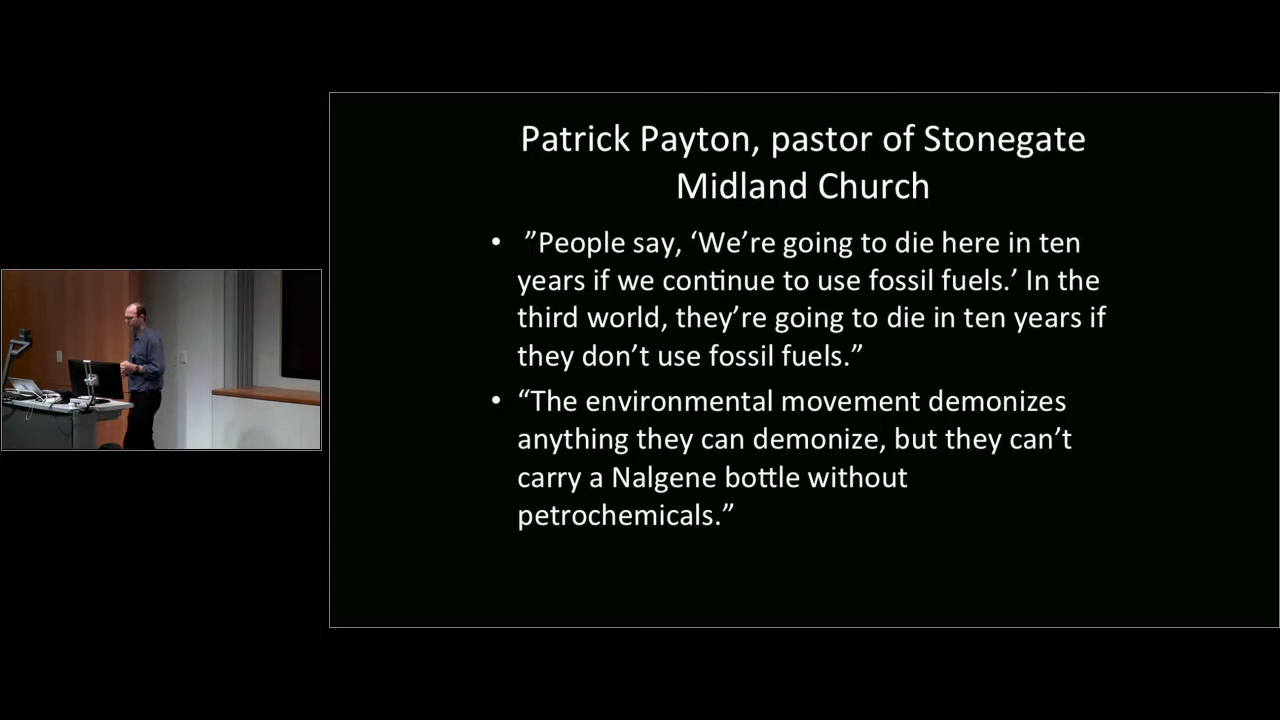 Patrick Payton, pastor of Stonegate
Midland Church
• ”People say, ‘We’re going to die here in ten
years if we continue to use fossil fuels.’ In the
third world, they’re going to die in ten years if
they don’t use fossil fuels.”
• “The environmental movement demonizes
anything they can demonize, but they can’t
carry a Nalgene bottle without
petrochemicals.”